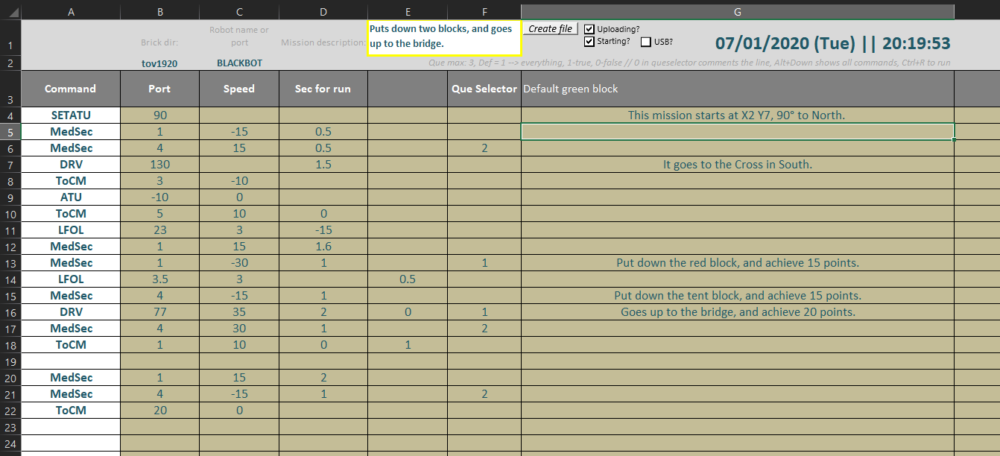 A B C D E F G
1 Brick dir: Robot name or port Mission description: Puts down two blocks, and goes up to the bridge. Create file Uploading? Starting? USB? 07/01/2020 (Tue) || 20:19:53
2 tov1920 BLACKBOT Que max: 3, Def = 1 --> everything, 1-true, 0-false // 0 in queselector comments the line, Alt+Down shows all commands, Ctrl+R to run
3 Command Port Speed Sec for run Que Selector Default green block
4 SETATU 90 This mission starts at X2 Y7, 90° to North.
5 MedSec 1 -15 0.5
6 MedSec 4 15 0.5 2
7 DRV 130 1.5 It goes to the Cross in South.
8 ToCM 3 -10
9 ATU -10 0
10 ToCM 5 10 0
11 LFOL 23 3 -15
12 MedSec 1 15 1.6
13 MedSec 1 -30 1 1 Put down the red block, and achieve 15 points.
14 LFOL 3.5 3 0.5
15 MedSec 4 -15 1 Put down the tent block, and achieve 15 points.
16 DRV 77 35 2 0 1 Goes up to the bridge, and achieve 20 points.
17 MedSec 4 30 1 2
18 ToCM 1 10 0 1
19
20 MedSec 1 15 2
21 MedSec 4 -15 1 2
22 ToCM 20 0
23
24